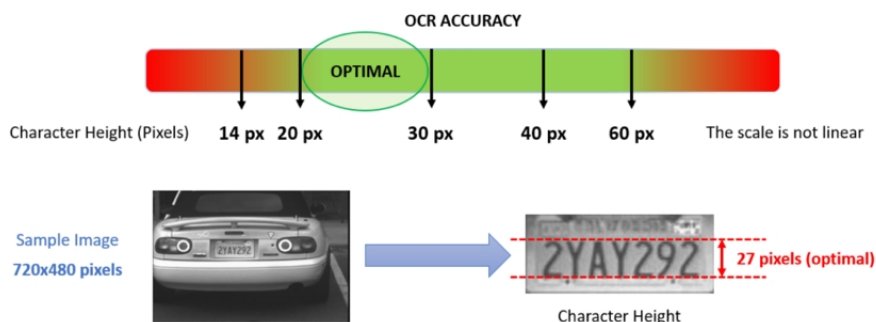 OCR ACCURACY
OPTIMAL
Character Height (Pixels) 14 px 20 px 30 px 40 px 60 px The scale is not linear
Sample Image
720x480 pixels
2YAY292
2YAY292
27 pixels (optimal)
Character Height